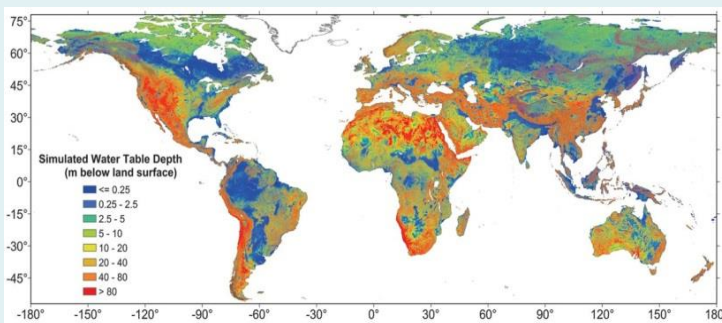 75°
60°
45°
30°
15°
0°
-15°
-30°
-45°
Simulated Water Table Depth
(m below land surface)
<= 0.25
0.25 - 2.5
2.5 - 5
5 - 10
10 - 20
20 - 40
40 - 80
> 80
-180° -150° -120° -90° -60° -30° 0° 30° 60° 90° 120° 150° 180°